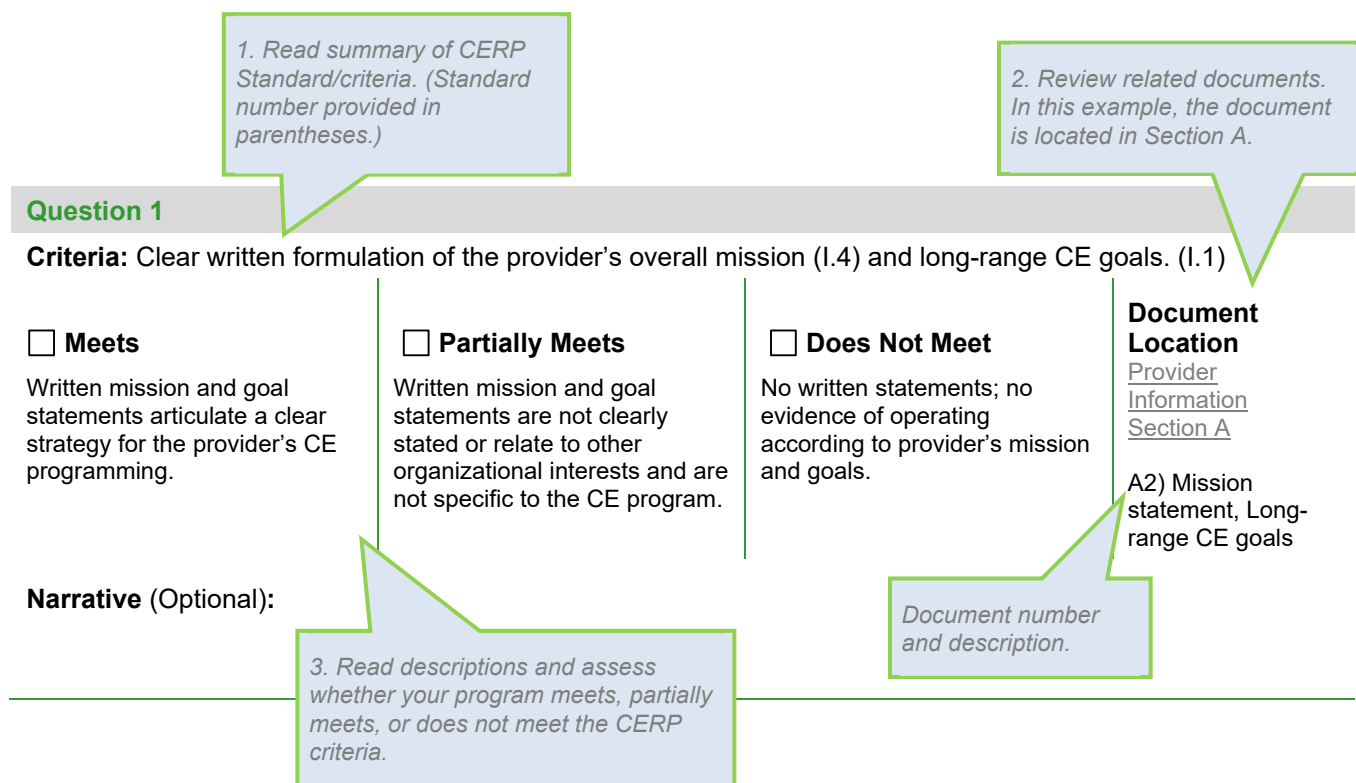 1. Read summary of CERP
Standard/criteria. (Standard
number provided in
parentheses.)
2. Review related documents.
In this example, the document
is located in Section A.
Question 1
Criteria: Clear written formulation of the provider's overall mission (I.4) and long-range CE goals. (I.1)
☐ Meets
Written mission and goal
statements articulate a clear
strategy for the provider's CE
programming.
☐ Partially Meets
Written mission and goal
statements are not clearly
stated or relate to other
organizational interests and are
not specific to the CE program.
☐ Does Not Meet
No written statements; no
evidence of operating
according to provider's mission
and goals.
Document
Location
Provider
Information
Section A
A2) Mission
statement, Long-
range CE goals
Narrative (Optional):
3. Read descriptions and assess
whether your program meets, partially
meets, or does not meet the CERP
criteria.
Document number
and description.